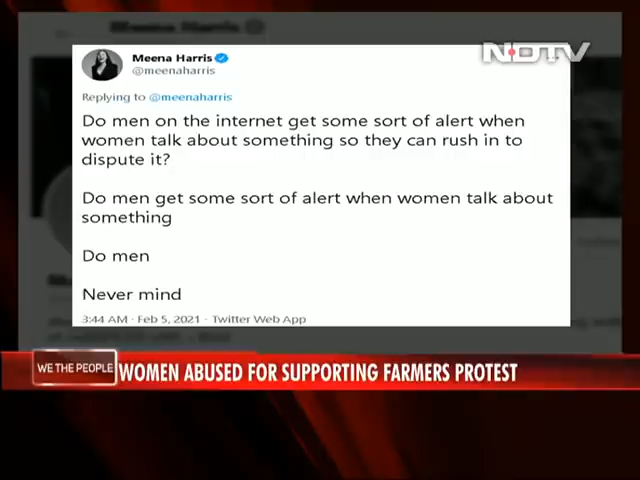 NDTV
Meena Harris
@meenaharris
Replying to @meenaharris
Do men on the internet get some sort of alert when
women talk about something so they can rush in to
dispute it?
Do men get some sort of alert when women talk about
something
Do men
Never mind
3:44 AM · Feb 5, 2021 · Twitter Web App
WE THE PEOPLE
WOMEN ABUSED FOR SUPPORTING FARMERS PROTEST